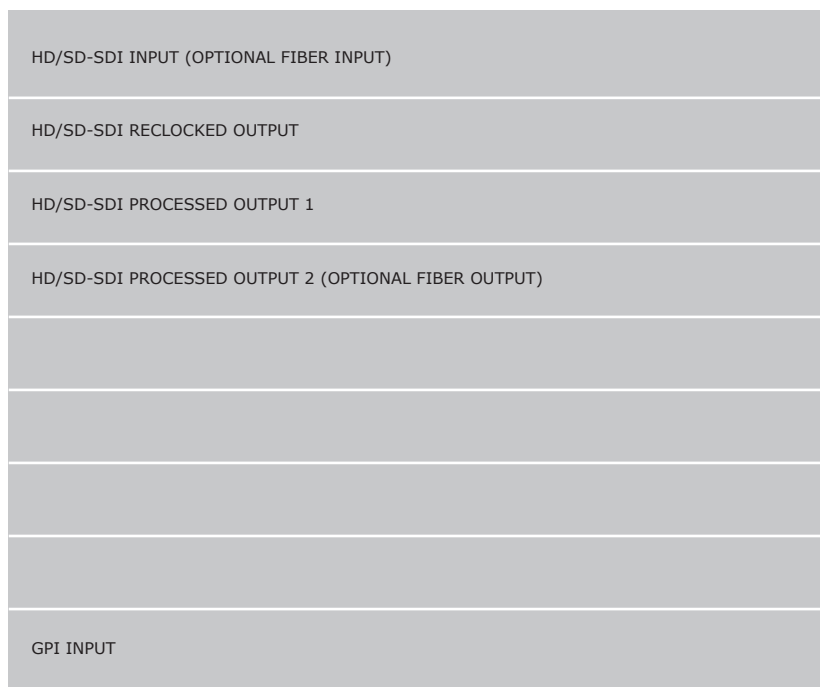 HD/SD-SDI INPUT (OPTIONAL FIBER INPUT)
HD/SD-SDI RECLOCKED OUTPUT
HD/SD-SDI PROCESSED OUTPUT 1
HD/SD-SDI PROCESSED OUTPUT 2 (OPTIONAL FIBER OUTPUT)
GPI INPUT